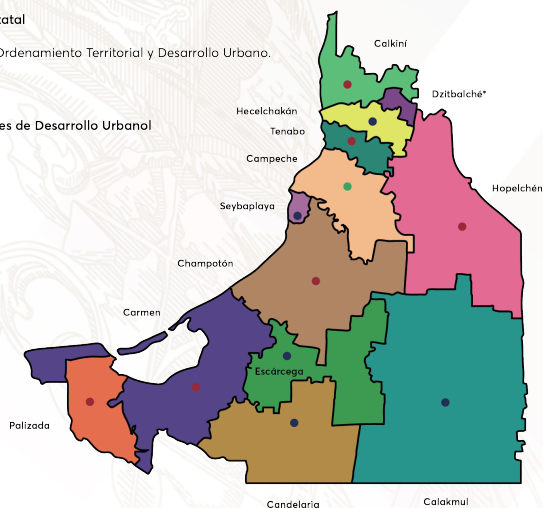 Ordenamiento Territorial y Desarrollo Urbano.
es de Desarrollo Urbanol
Calkiní
Dzitbalché*
Hecelchakán
Tenabo
Campeche
Hopelchén
Seybaplaya
Champotón
Carmen
Escárcega
Palizada
Candelaria
Calakmul